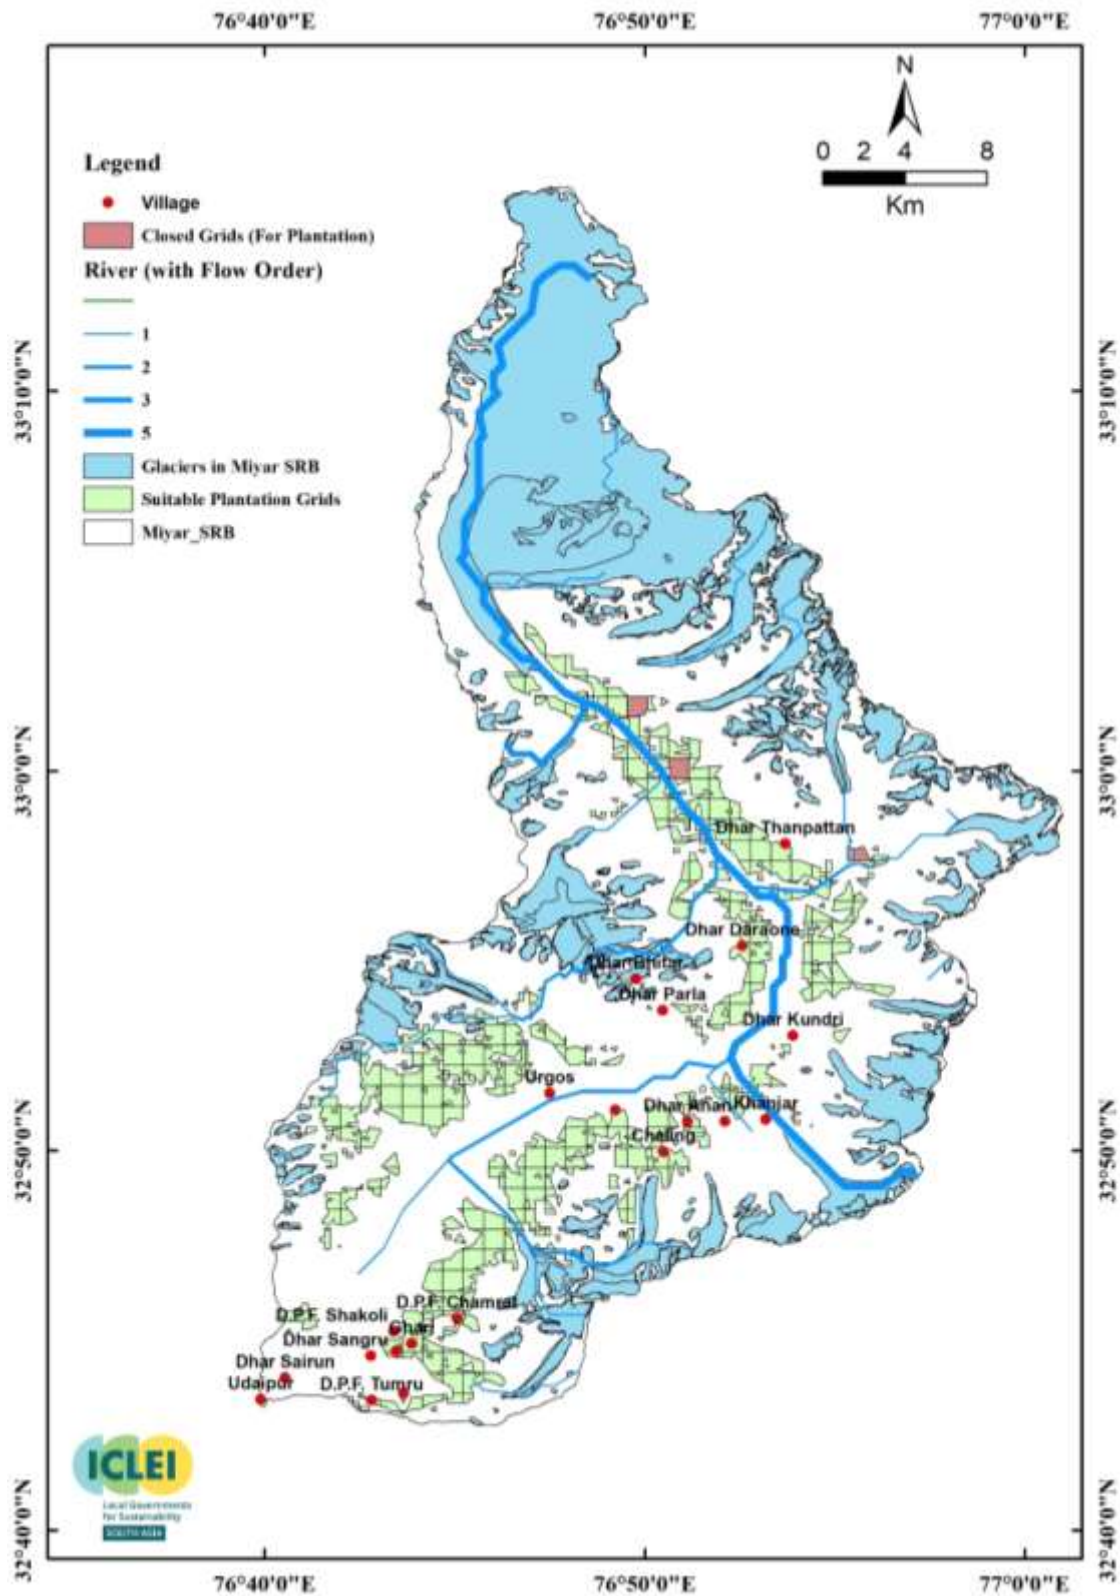 76°40'0"E 76°50'0"E 77°0'0"E
N
0 2 4 8
Km
Legend
Village
Closed Grids (For Plantation)
River (with Flow Order)
1
2
3
5
Glaciers in Miyar SRB
Suitable Plantation Grids
Miyar_SRB
33°10'0"N 33°10'0"N
33°0'0"N 33°0'0"N
Dhar Thanpattan
Dhar Daraone
Dhar Parla
Dhar Kundri
Urgos
Dhar Anan Khanjar
Chaling
32°50'0"N 32°50'0"N
D.P.F. Chamrat
D.P.F. Shakoli
Ghari
Dhar Sangru
Dhar Sairun
Udaipur D.P.F. Tumru
ICLEI
Local Governments
for Sustainability
SOUTH ASIA
32°40'0"N 32°40'0"N
76°40'0"E 76°50'0"E 77°0'0"E